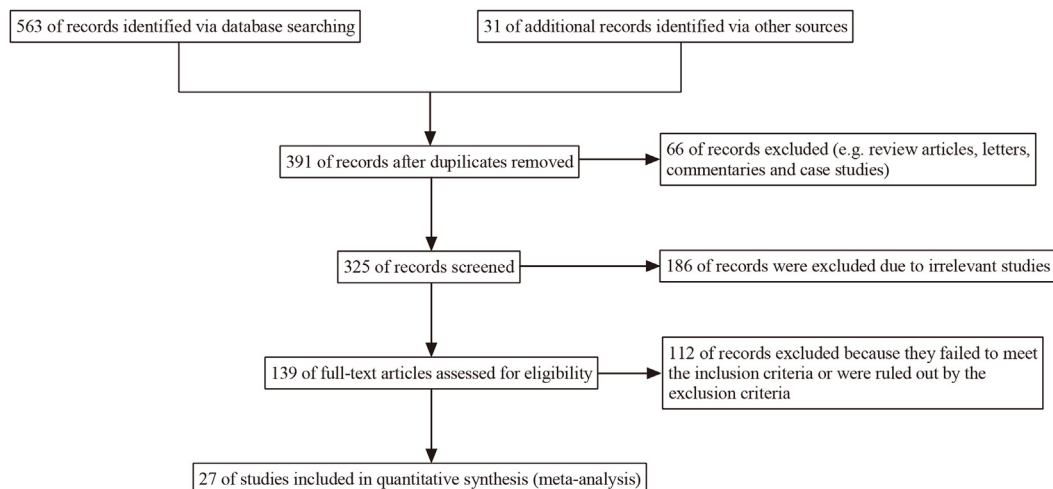 563 of records identified via database searching
31 of additional records identified via other sources
391 of records after dupilicates removed
66 of records excluded (e.g. review articles, letters,
commentaries and case studies)
325 of records screened
186 of records were excluded due to irrelevant studies
139 of full-text articles assessed for eligibility
112 of records excluded because they failed to meet
the inclusion criteria or were ruled out by the
exclusion criteria
27 of studies included in quantitative synthesis (meta-analysis)